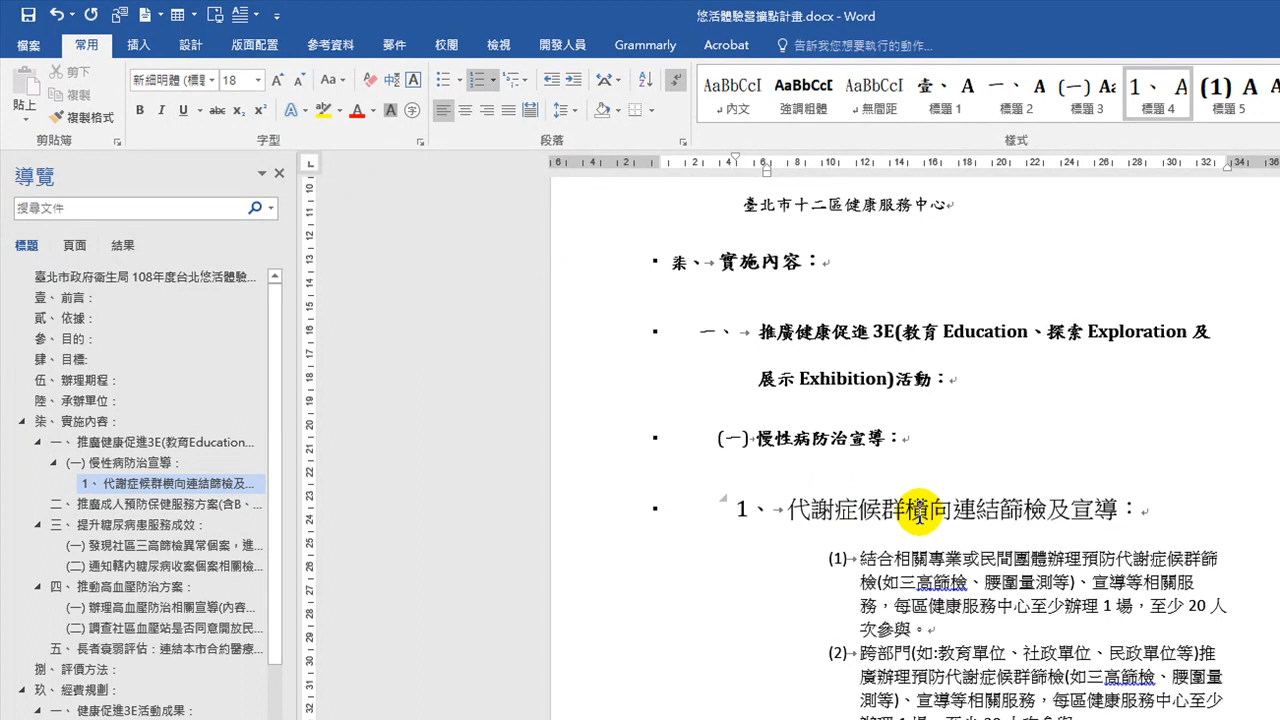 悠活體驗營擴點計畫.docx - Word
檔案 常用 插入 設計 版面配置 參考資料 郵件 校閱 檢視 開發人員 Grammarly Acrobat 告訴我您想要執行的動作...
貼上 剪下 複製 複製格式
新細明體 (標題 18
AaBbCcI AaBbCcD AaBbCcI 壹、 A 一、 A (一) Aa 1、 A (1) A
內文 強調粗體 無間距 標題 1 標題 2 標題 3 標題 4 標題 5
剪貼簿 字型 段落 樣式
導覽
搜尋文件
標題 頁面 結果
臺北市政府衛生局 108年度台北悠活體驗...
壹、 前言：
貳、 依據：
參、 目的：
肆、 目標:
伍、 辦理期程：
陸、 承辦單位：
柒、 實施內容：
一、 推廣健康促進3E(教育Education...
(一) 慢性病防治宣導：
1、 代謝症候群橫向連結篩檢及...
二、 推廣成人預防保健服務方案(含B、...
三、 提升糖尿病患服務成效：
(一) 發現社區三高篩檢異常個案，進...
(二) 通知轄內糖尿病收案個案相關檢...
四、 推動高血壓防治方案：
(一) 辦理高血壓防治相關宣導(內容...
(二) 調查社區血壓站是否同意開放民...
五、 長者衰弱評估：連結本市合約醫療...
捌、 評價方法：
玖、 經費規劃：
一、 健康促進3E活動成果：
臺北市十二區健康服務中心
柒、 實施內容：
一、 推廣健康促進 3E(教育 Education、探索 Exploration 及
展示 Exhibition)活動：
(一) 慢性病防治宣導：
1、 代謝症候群橫向連結篩檢及宣導：
(1) 結合相關專業或民間團體辦理預防代謝症候群篩
檢(如三高篩檢、腰圍量測等)、宣導等相關服
務，每區健康服務中心至少辦理 1 場，至少 20 人
次參與。
(2) 跨部門(如:教育單位、社政單位、民政單位等)推
廣辦理預防代謝症候群篩檢(如三高篩檢、腰圍量
測等)、宣導等相關服務，每區健康服務中心至少